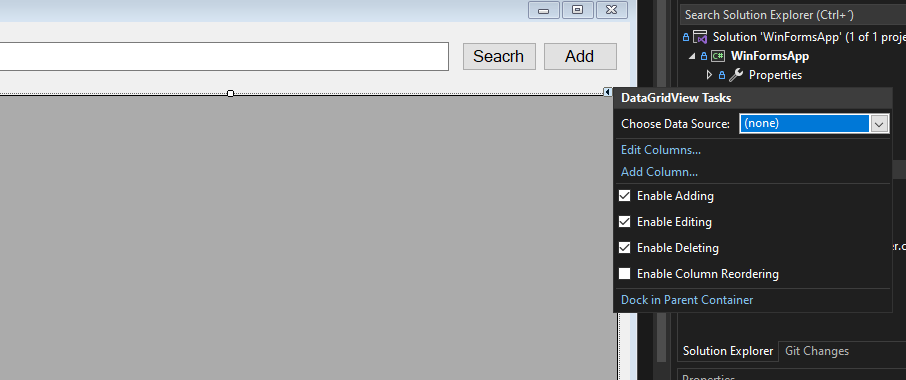 Search Solution Explorer (Ctrl+´)
Solution 'WinFormsApp' (1 of 1 proje
WinFormsApp
Properties
Seacrh
Add
DataGridView Tasks
Choose Data Source: (none)
Edit Columns...
Add Column...
Enable Adding
Enable Editing
Enable Deleting
er.c
Enable Column Reordering
Dock in Parent Container
Solution Explorer Git Changes
Properties